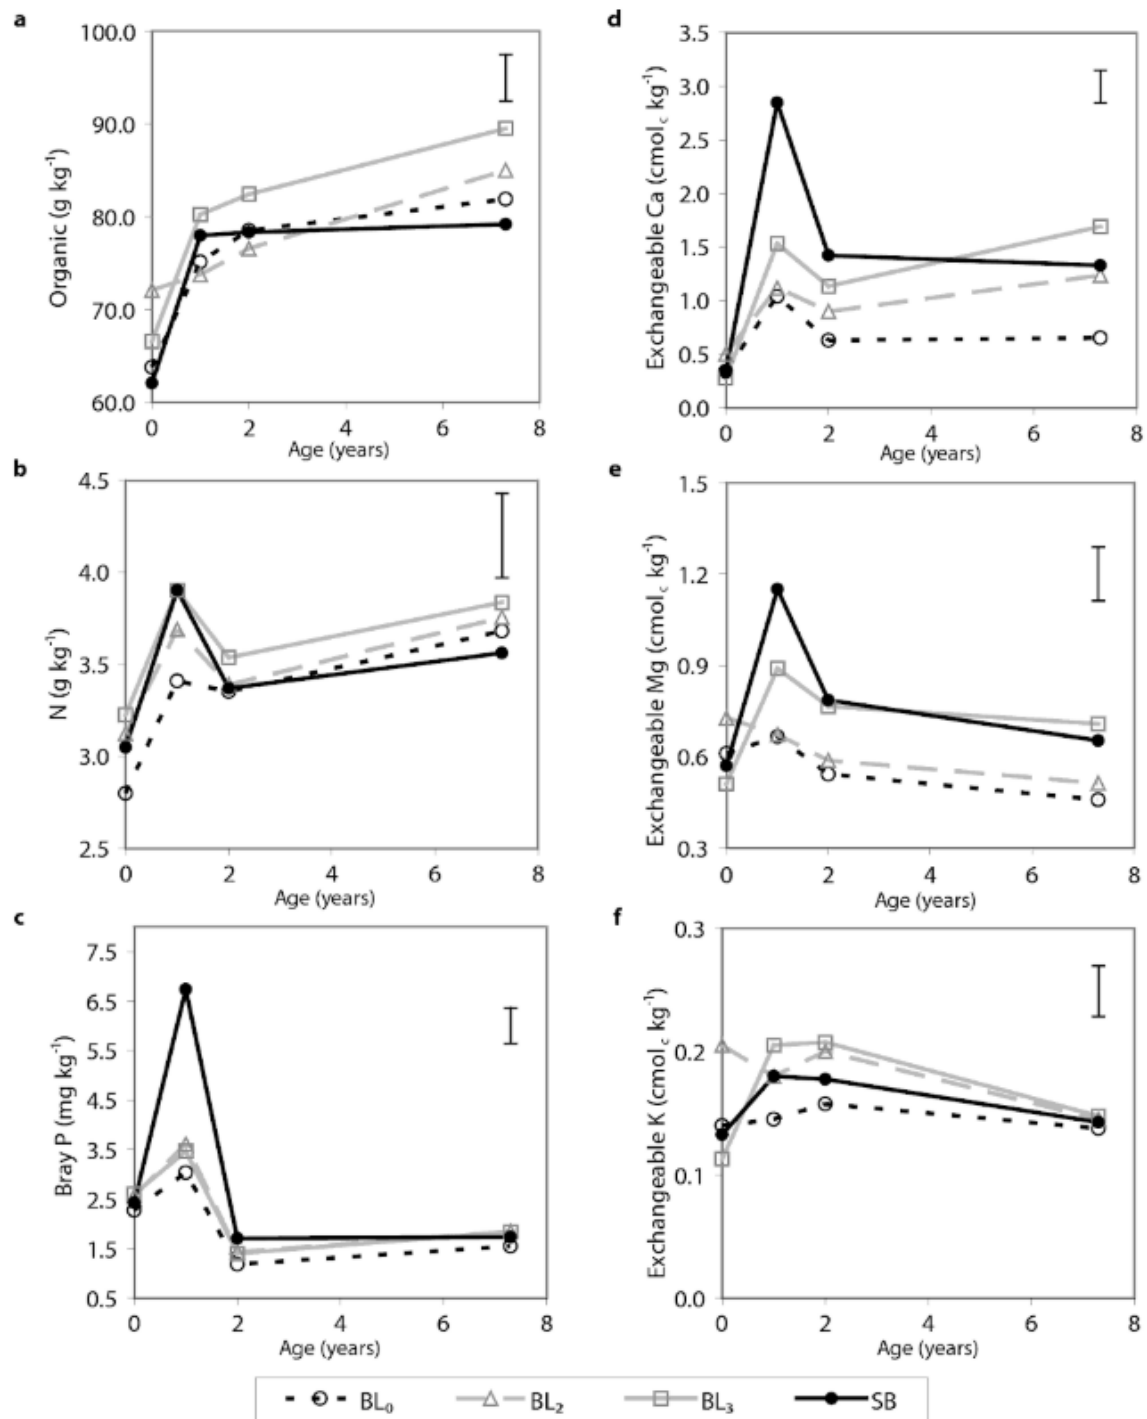 a
100.0
90.0
80.0
70.0
60.0
Organic (g kg⁻¹)
0 2 4 6 8
Age (years)
b
4.5
4.0
3.5
3.0
2.5
N (g kg⁻¹)
0 2 4 6 8
Age (years)
c
7.5
6.5
5.5
4.5
3.5
2.5
1.5
0.5
Bray P (mg kg⁻¹)
0 2 4 6 8
Age (years)
d
3.5
3.0
2.5
2.0
1.5
1.0
0.5
0.0
Exchangeable Ca (cmol꜀ kg⁻¹)
0 2 4 6 8
Age (years)
e
1.5
1.2
0.9
0.6
0.3
Exchangeable Mg (cmol꜀ kg⁻¹)
0 2 4 6 8
Age (years)
f
0.3
0.2
0.1
0.0
Exchangeable K (cmol꜀ kg⁻¹)
0 2 4 6 8
Age (years)
BL₀ BL₂ BL₃ SB